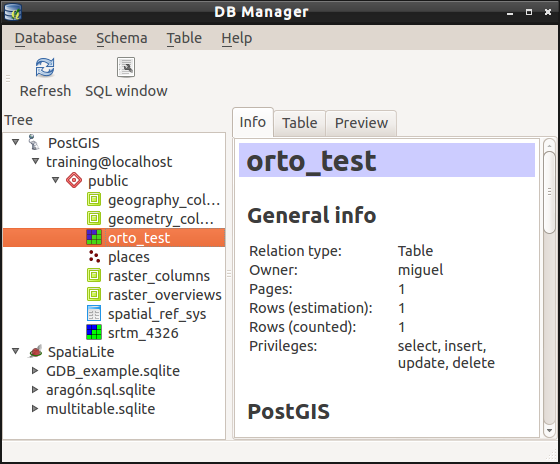 DB Manager
Database Schema Table Help
Refresh SQL window
Tree
PostGIS
training@localhost
public
geography_col...
geometry_col...
orto_test
places
raster_columns
raster_overviews
spatial_ref_sys
srtm_4326
SpatiaLite
GDB_example.sqlite
aragón.sql.sqlite
multitable.sqlite
Info Table Preview
orto_test
General info
Relation type: Table
Owner: miguel
Pages: 1
Rows (estimation): 1
Rows (counted): 1
Privileges: select, insert,
update, delete
PostGIS